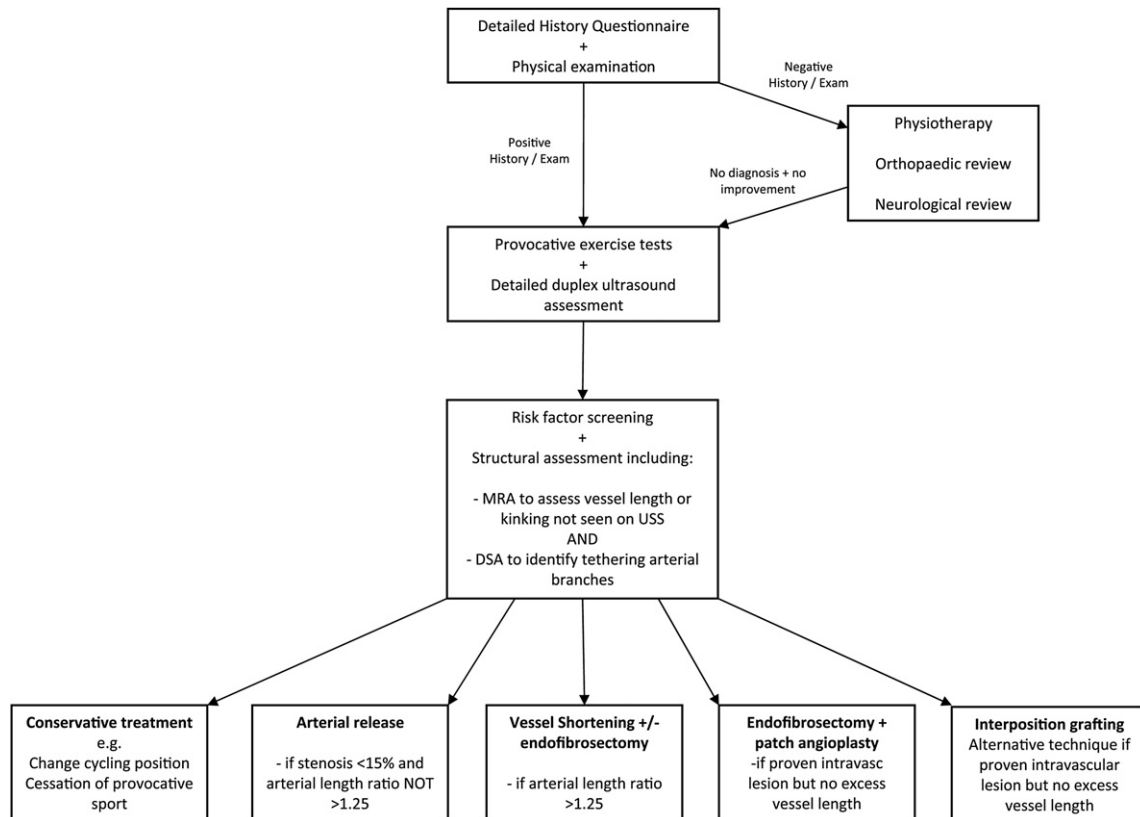 Detailed History Questionnaire
+
Physical examination
Negative
History / Exam
Positive
History / Exam
Physiotherapy
Orthopaedic review
Neurological review
No diagnosis + no
improvement
Provocative exercise tests
+
Detailed duplex ultrasound
assessment
Risk factor screening
+
Structural assessment including:
- MRA to assess vessel length or
kinking not seen on USS
AND
- DSA to identify tethering arterial
branches
Conservative treatment
e.g.
Change cycling position
Cessation of provocative
sport
Arterial release
- if stenosis <15% and
arterial length ratio NOT
>1.25
Vessel Shortening +/-
endofibrosectomy
- if arterial length ratio
>1.25
Endofibrosectomy +
patch angioplasty
-if proven intravasc
lesion but no excess
vessel length
Interposition grafting
Alternative technique if
proven intravascular
lesion but no excess
vessel length